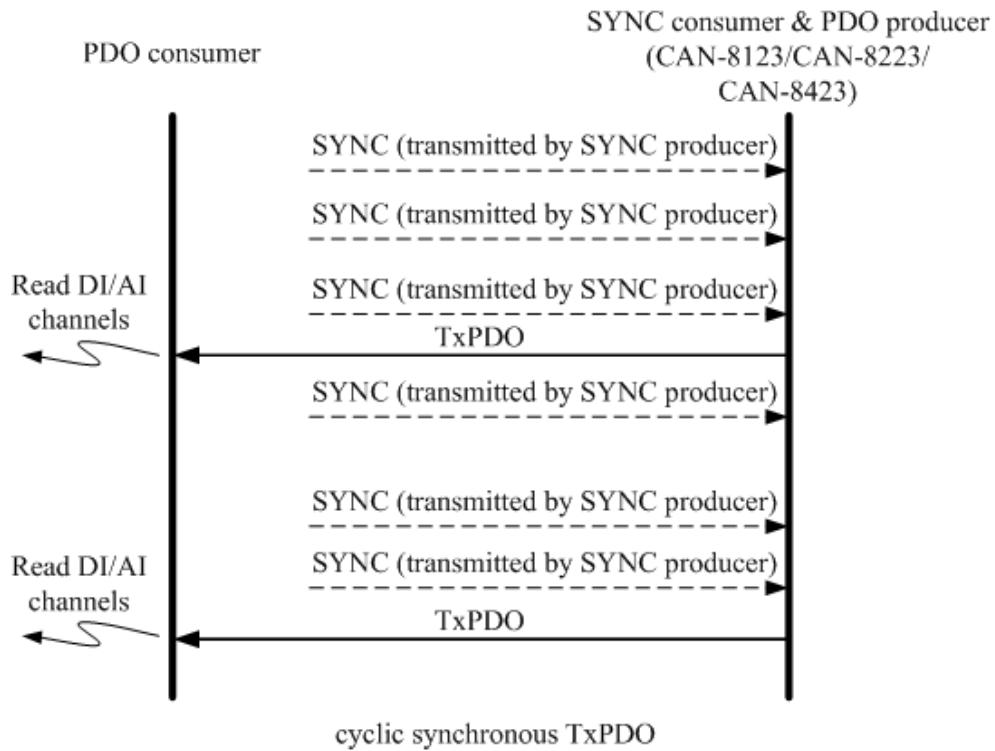 SYNC consumer & PDO producer
PDO consumer
(CAN-8123/CAN-8223/
CAN-8423)
SYNC (transmitted by SYNC producer)
SYNC (transmitted by SYNC producer)
Read DI/AI
channels
SYNC (transmitted by SYNC producer)
TxPDO
SYNC (transmitted by SYNC producer)
SYNC (transmitted by SYNC producer)
Read DI/AI
channels
SYNC (transmitted by SYNC producer)
TxPDO
cyclic synchronous TxPDO